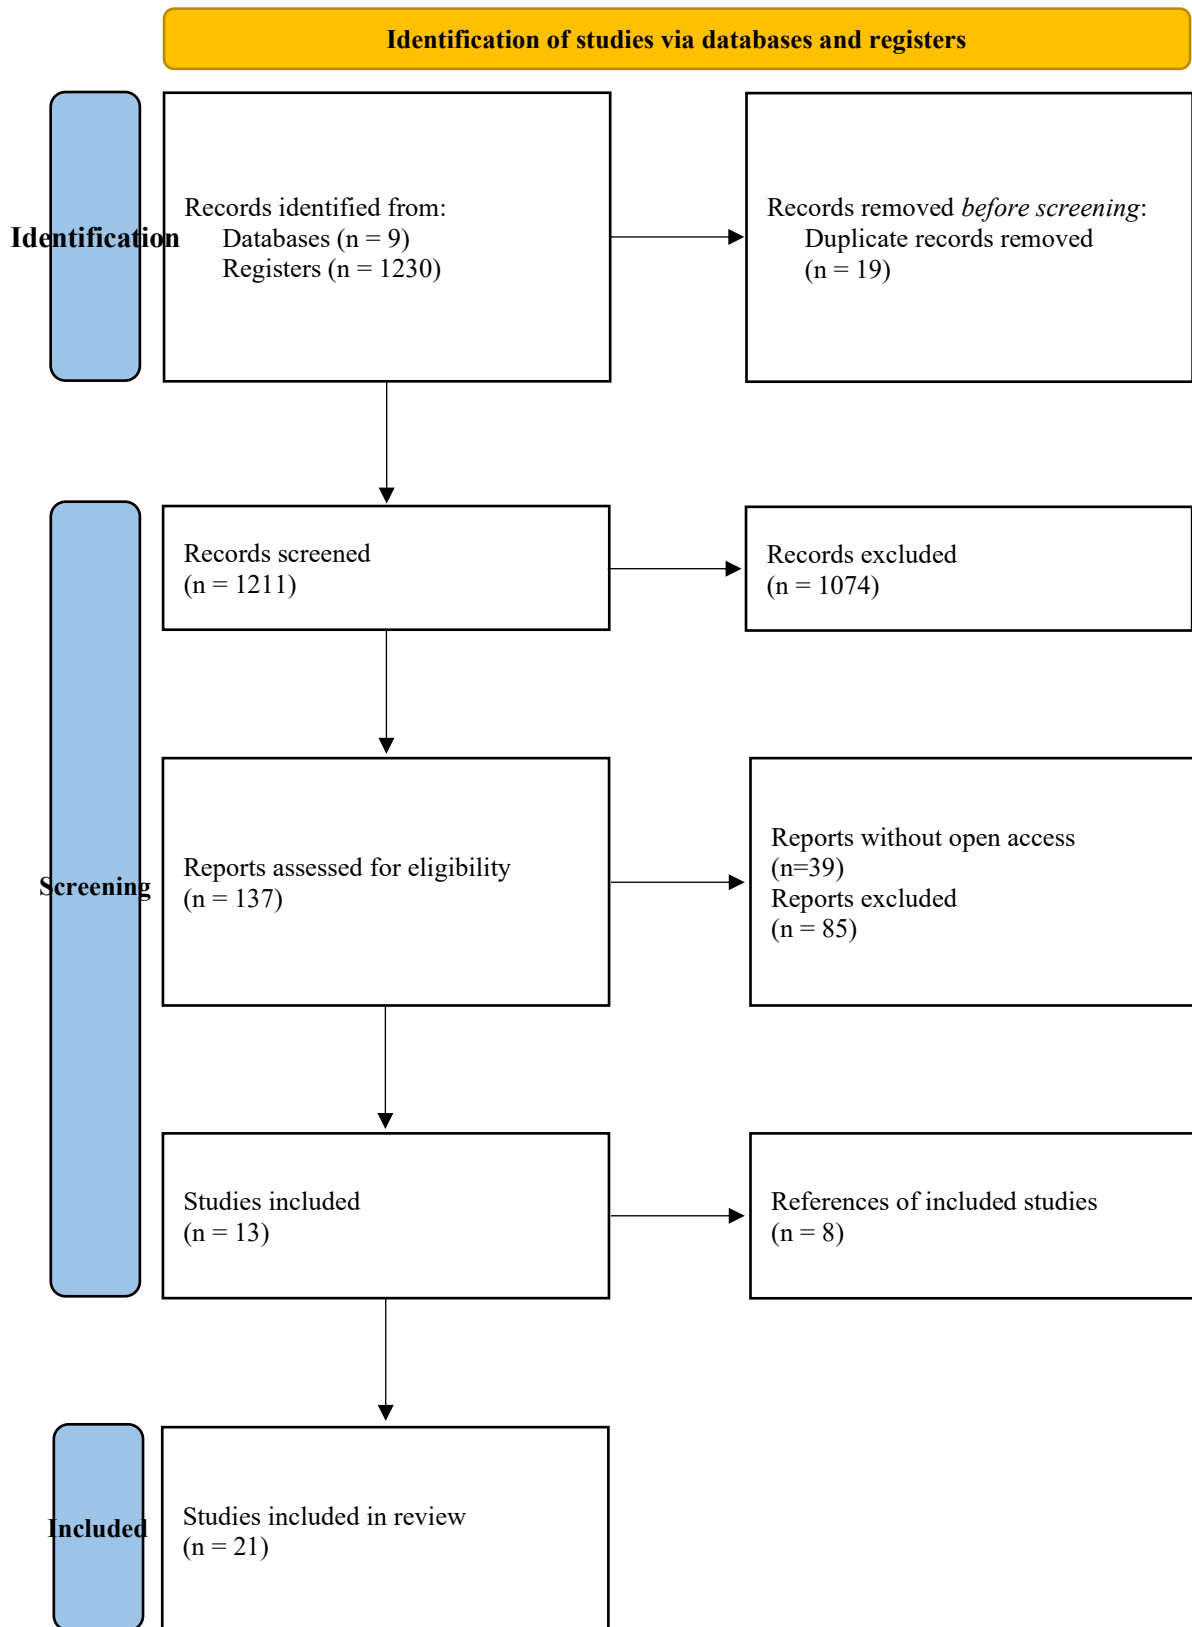 Identification of studies via databases and registers
Identification
Records identified from:
Databases (n = 9)
Registers (n = 1230)
Records removed before screening:
Duplicate records removed
(n = 19)
Screening
Records screened
(n = 1211)
Records excluded
(n = 1074)
Reports assessed for eligibility
(n = 137)
Reports without open access
(n=39)
Reports excluded
(n = 85)
Studies included
(n = 13)
References of included studies
(n = 8)
Included
Studies included in review
(n = 21)